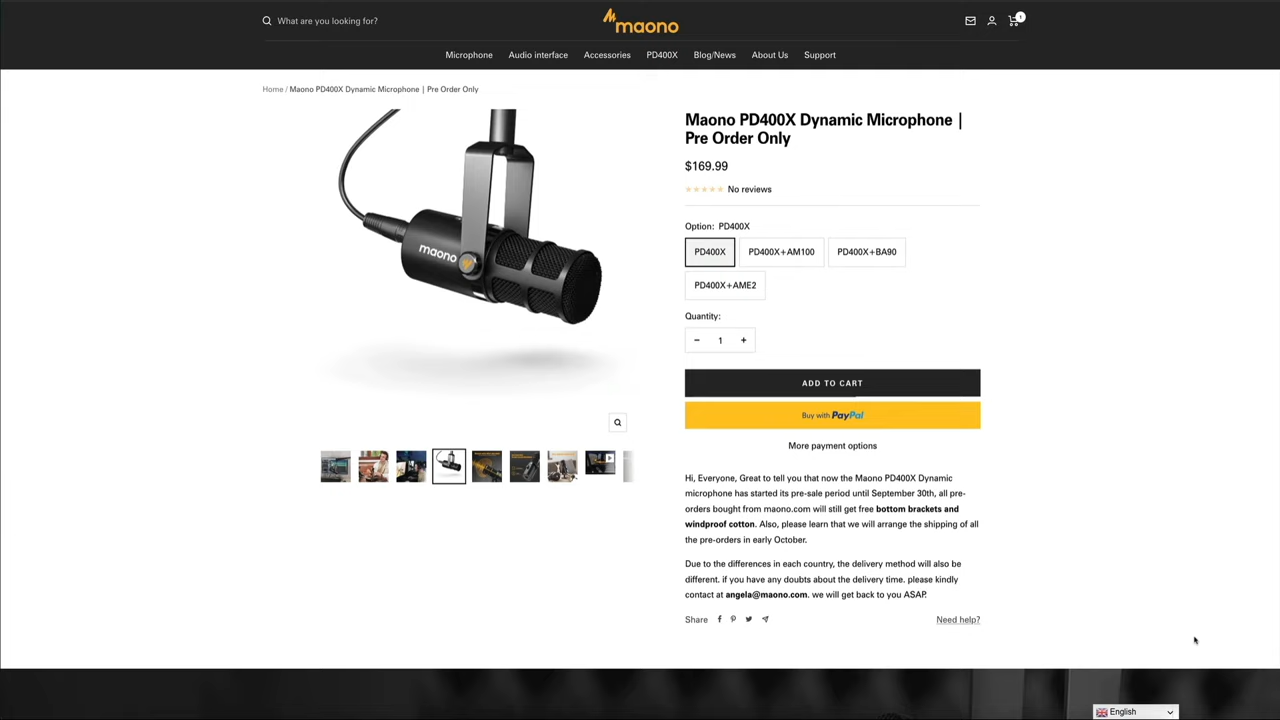 What are you looking for?
maono
1
Microphone
Audio interface
Accessories
PD400X
Blog/News
About Us
Support
Home / Maono PD400X Dynamic Microphone | Pre Order Only
maono
Maono PD400X Dynamic Microphone |
Pre Order Only
$169.99
No reviews
Option: PD400X
PD400X
PD400X+AM100
PD400X+BA90
PD400X+AME2
Quantity:
− 1 +
ADD TO CART
Buy with PayPal
More payment options
Hi, Everyone, Great to tell you that now the Maono PD400X Dynamic
microphone has started its pre-sale period until September 30th, all pre-
orders bought from maono.com will still get free bottom brackets and
windproof cotton. Also, please learn that we will arrange the shipping of all
the pre-orders in early October.
Due to the differences in each country, the delivery method will also be
different. if you have any doubts about the delivery time. please kindly
contact at angela@maono.com. we will get back to you ASAP.
Share
Need help?
English